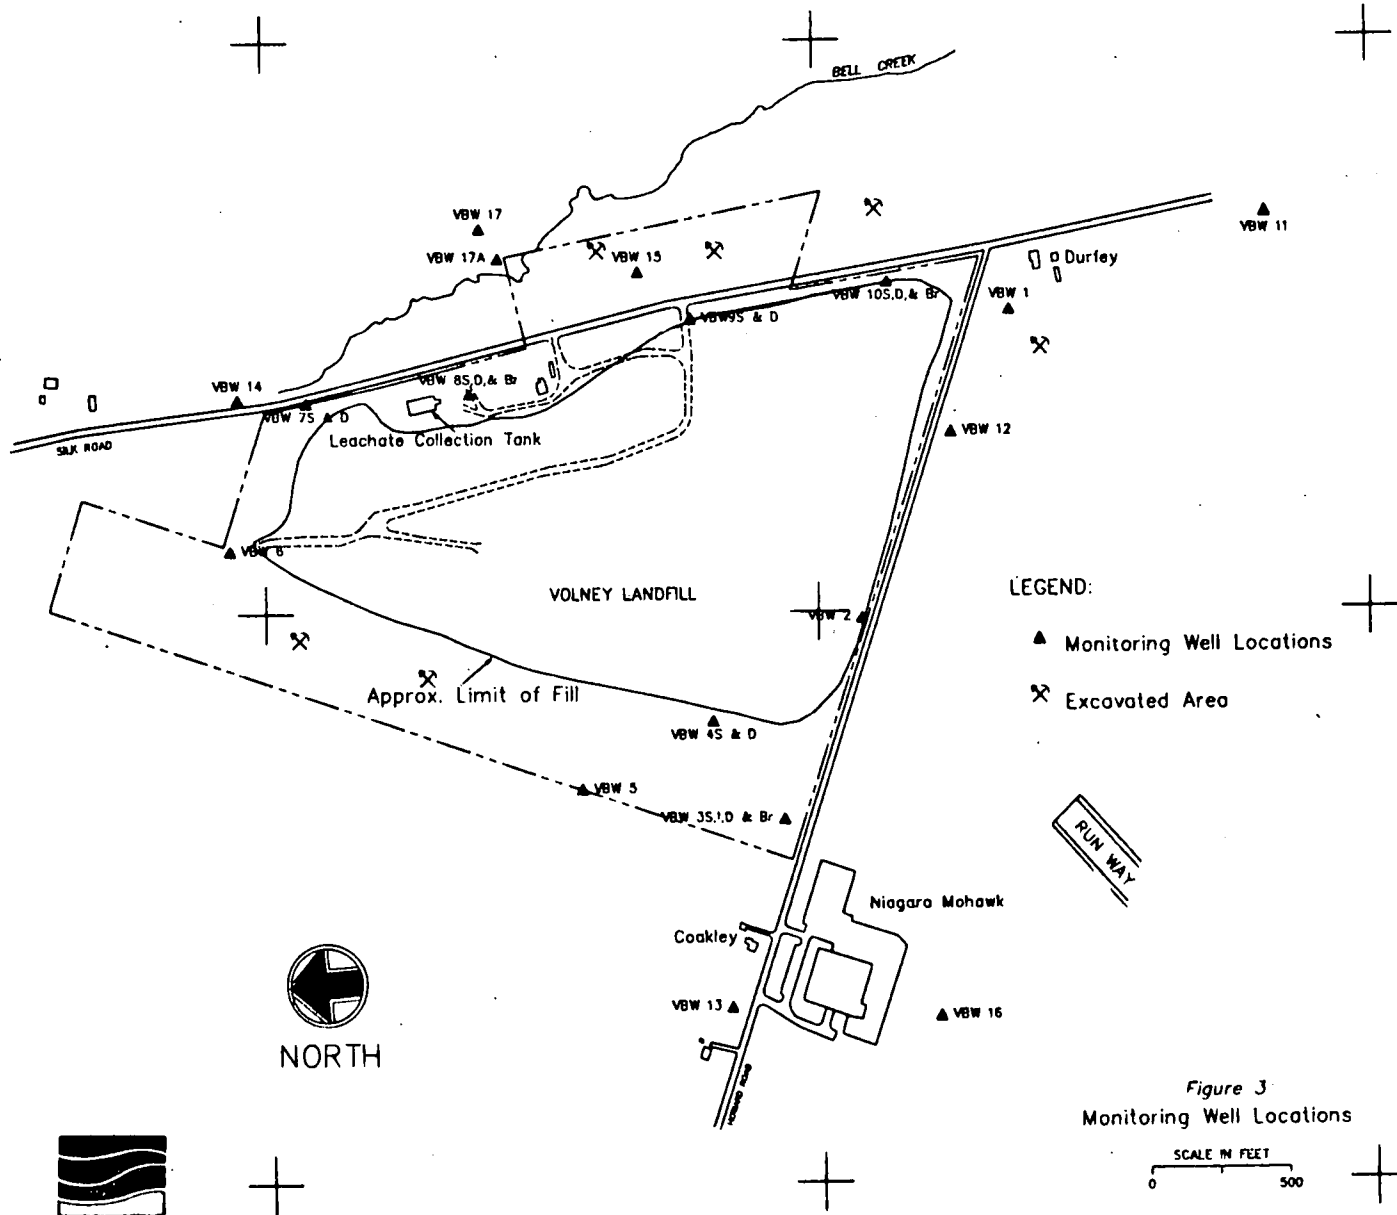 BELL CREEK
VBW 17
VBW 11
VBW 17A
VBW 15
Durfey
VBW 10S,D,& Br
VBW 1
VBW9S & D
VBW 14
VBW 8S,D,& Br
VBW 7S & D
Leachate Collection Tank
VBW 12
SILK ROAD
VBW 6
VOLNEY LANDFILL
LEGEND:
VBW 2
Monitoring Well Locations
Approx. Limit of Fill
Excavated Area
VBW 4S & D
VBW 5
VBW 3S,I,D & Br
RUN WAY
Niagara Mohawk
Coakley
VBW 13
VBW 16
NORTH
HOWARD ROAD
Figure 3
Monitoring Well Locations
SCALE IN FEET
0 500